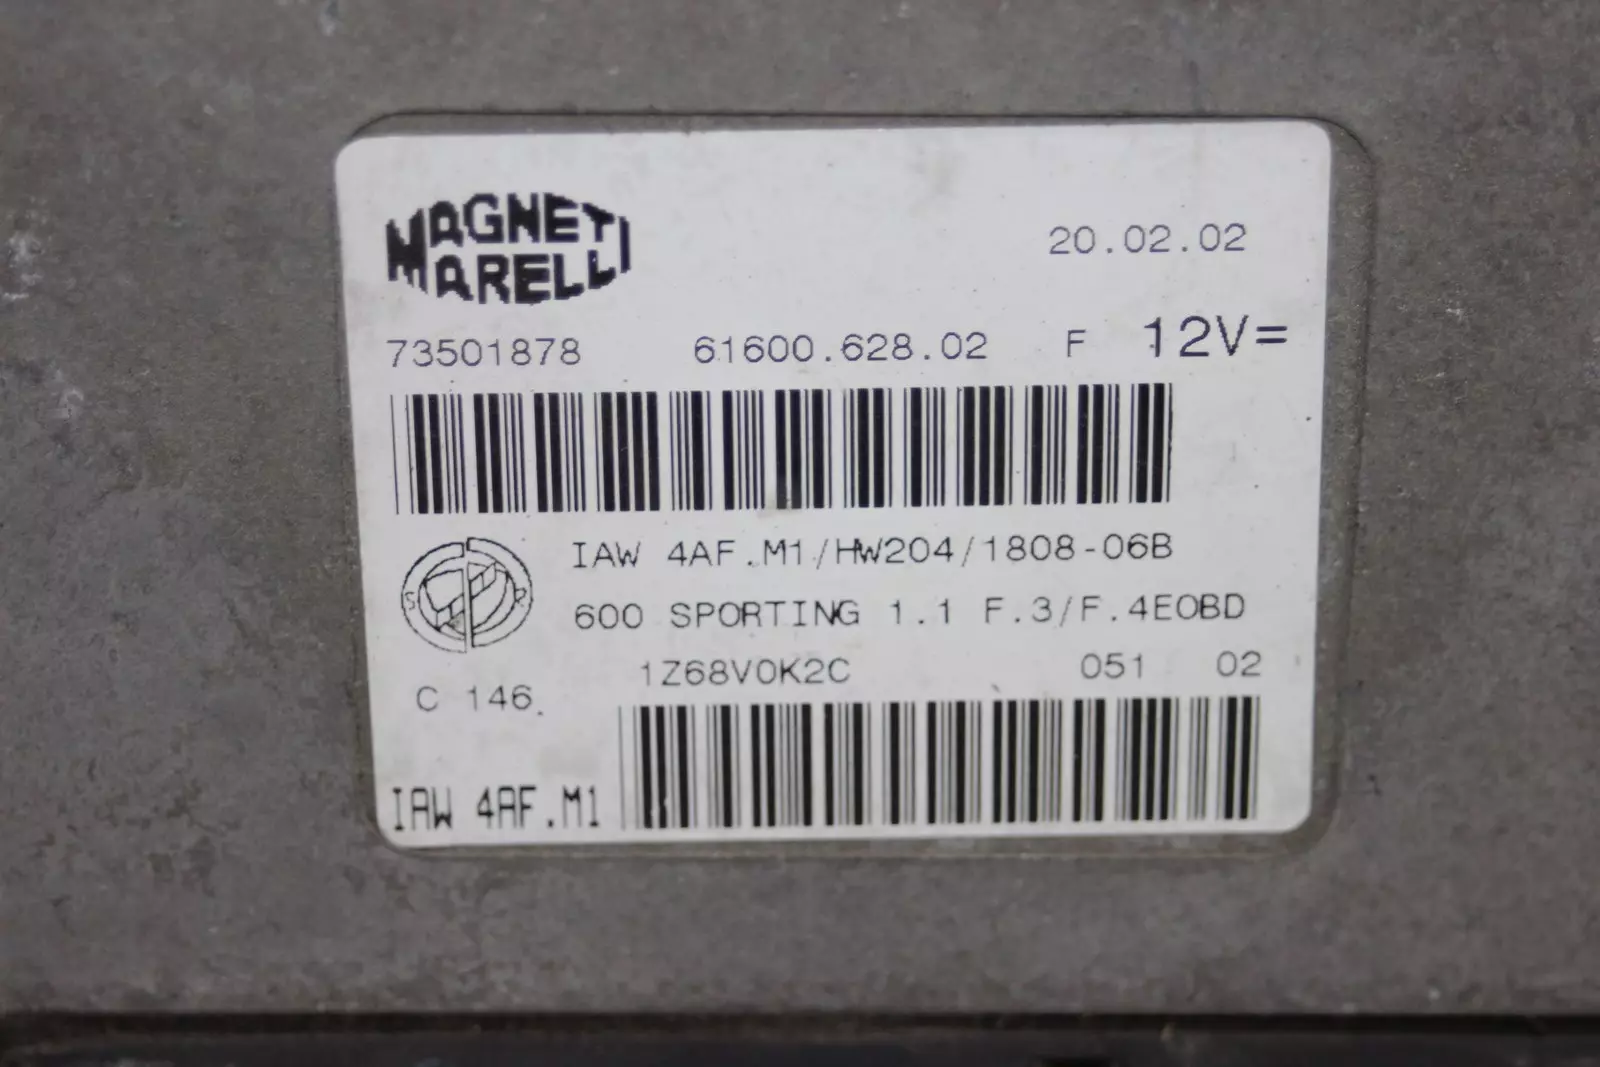 MAGNETI
MARELLI
20.02.02
73501878 61600.628.02 F 12V=
IAW 4AF.M1/HW204/1808-06B
S R
600 SPORTING 1.1 F.3/F.4EOBD
1Z68V0K2C 051 02
C 146.
IAW 4AF.M1